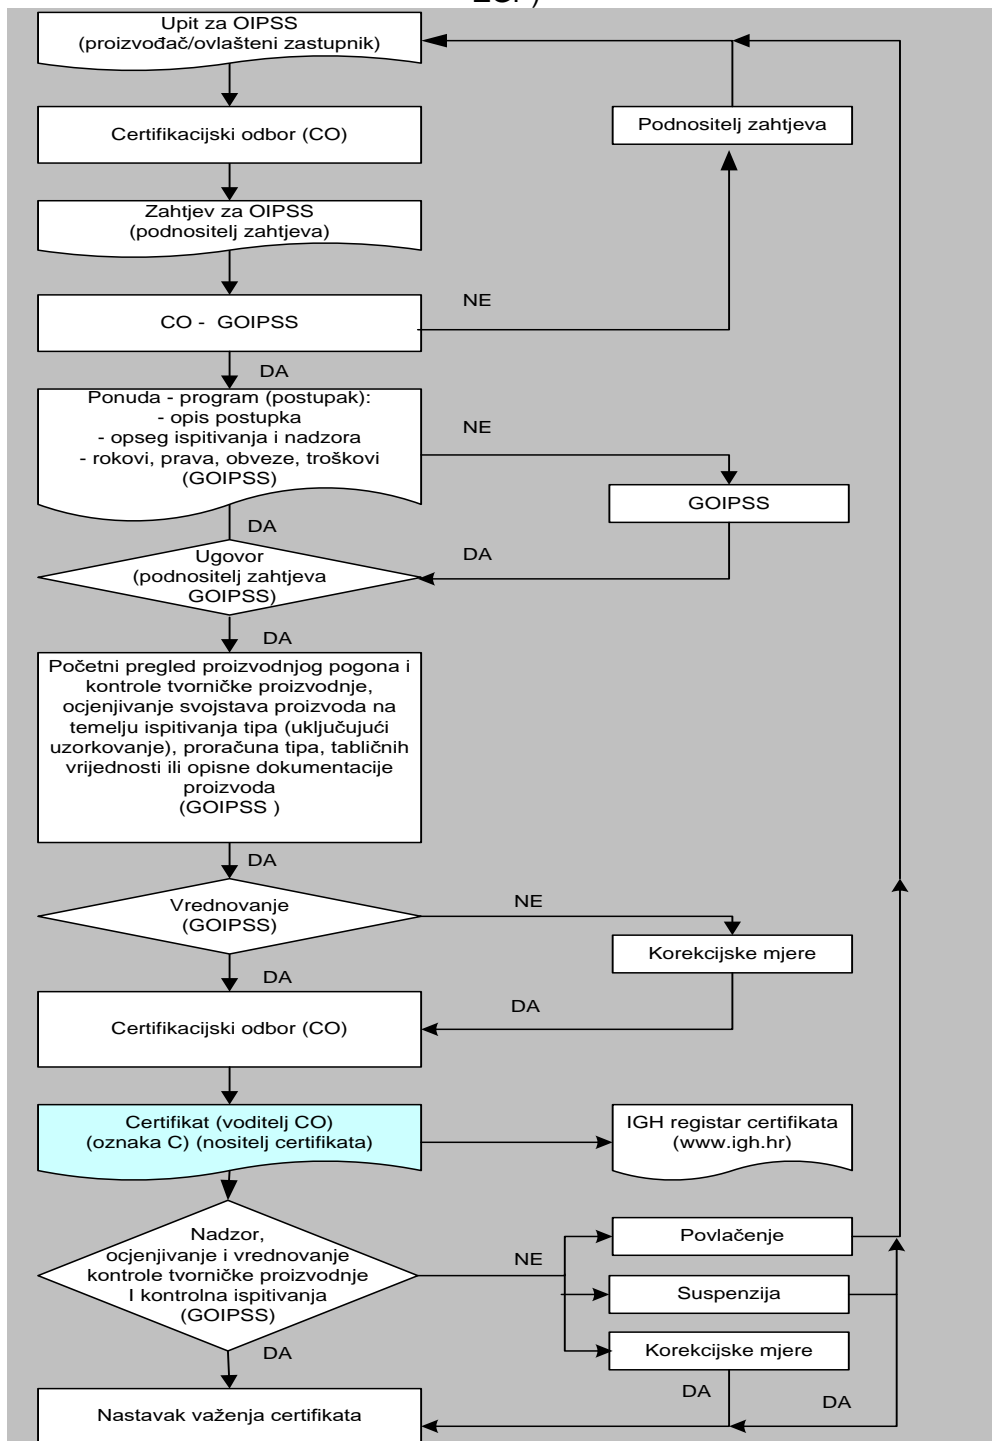 Upit za OIPSS
(proizvođač/ovlašteni zastupnik)
Certifikacijski odbor (CO)
Podnositelj zahtjeva
Zahtjev za OIPSS
(podnositelj zahtjeva)
CO - GOIPSS
NE
DA
Ponuda - program (postupak):
- opis postupka
- opseg ispitivanja i nadzora
- rokovi, prava, obveze, troškovi
(GOIPSS)
NE
GOIPSS
DA
DA
Ugovor
(podnositelj zahtjeva
GOIPSS)
DA
Početni pregled proizvodnjog pogona i
kontrole tvorničke proizvodnje,
ocjenjivanje svojstava proizvoda na
temelju ispitivanja tipa (uključujući
uzorkovanje), proračuna tipa, tabličnih
vrijednosti ili opisne dokumentacije
proizvoda
(GOIPSS )
DA
Vrednovanje
(GOIPSS)
NE
Korekcijske mjere
DA
DA
Certifikacijski odbor (CO)
Certifikat (voditelj CO)
(oznaka C) (nositelj certifikata)
IGH registar certifikata
(www.igh.hr)
Nadzor,
ocjenjivanje i vrednovanje
kontrole tvorničke proizvodnje
I kontrolna ispitivanja
(GOIPSS)
NE
Povlačenje
Suspenzija
Korekcijske mjere
DA
DA
DA
Nastavak važenja certifikata